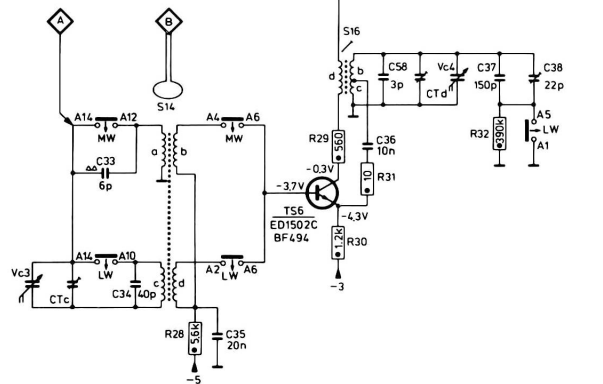 A
B
S14
S16
d
b
c
C58
3p
CTd
Vc4
C37
150p
C38
22p
R32
390k
A5
LW
A1
A14
A12
MW
C33
6p
a
b
A4
A6
MW
R29
560
C36
10n
10
R31
-0,3V
-3,7V
TS6
ED1502C
BF494
-4,3V
1,2k
R30
-3
Vc3
CTc
A14
A10
LW
C34
40p
c
d
A2
A6
LW
R28
5,6k
C35
20n
-5